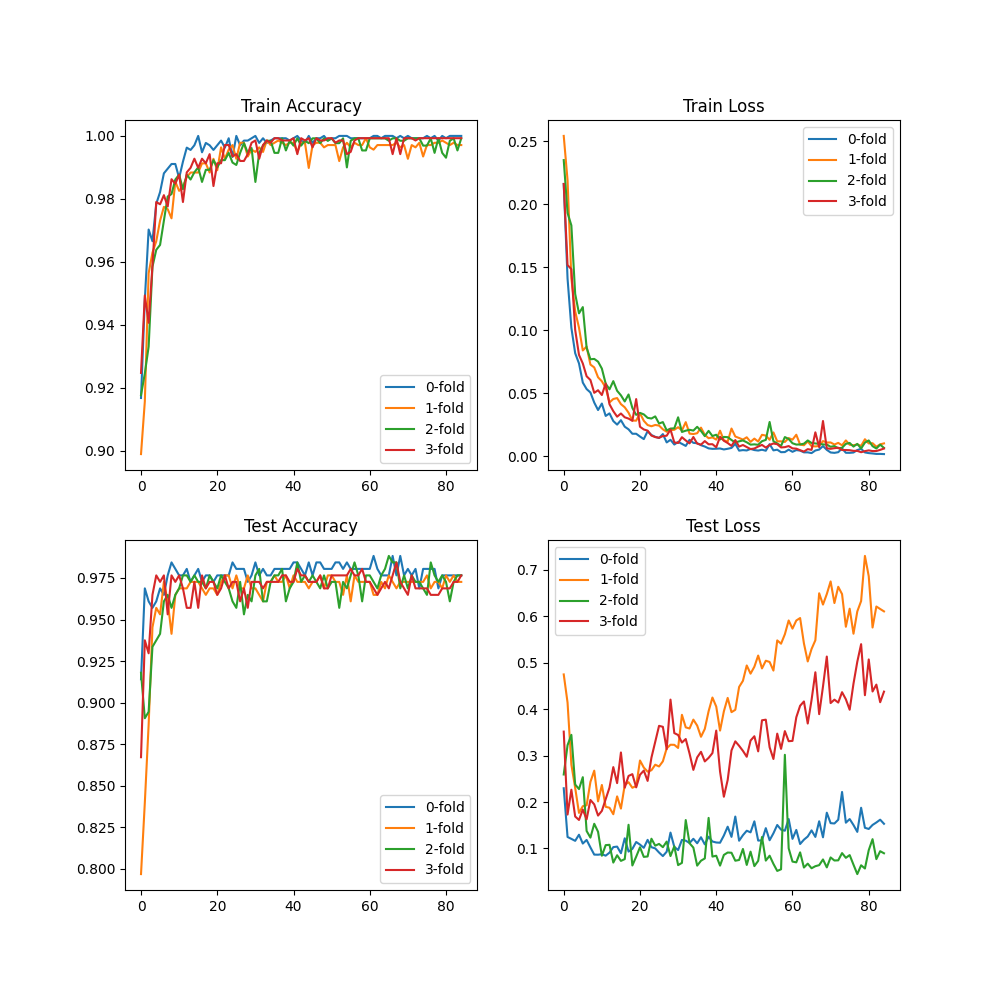 Train Accuracy
1.00
0.98
0.96
0.94
0.92
0.90
0 20 40 60 80
0-fold
1-fold
2-fold
3-fold
Train Loss
0.25
0.20
0.15
0.10
0.05
0.00
0 20 40 60 80
0-fold
1-fold
2-fold
3-fold
Test Accuracy
0.975
0.950
0.925
0.900
0.875
0.850
0.825
0.800
0 20 40 60 80
0-fold
1-fold
2-fold
3-fold
Test Loss
0.7
0.6
0.5
0.4
0.3
0.2
0.1
0 20 40 60 80
0-fold
1-fold
2-fold
3-fold